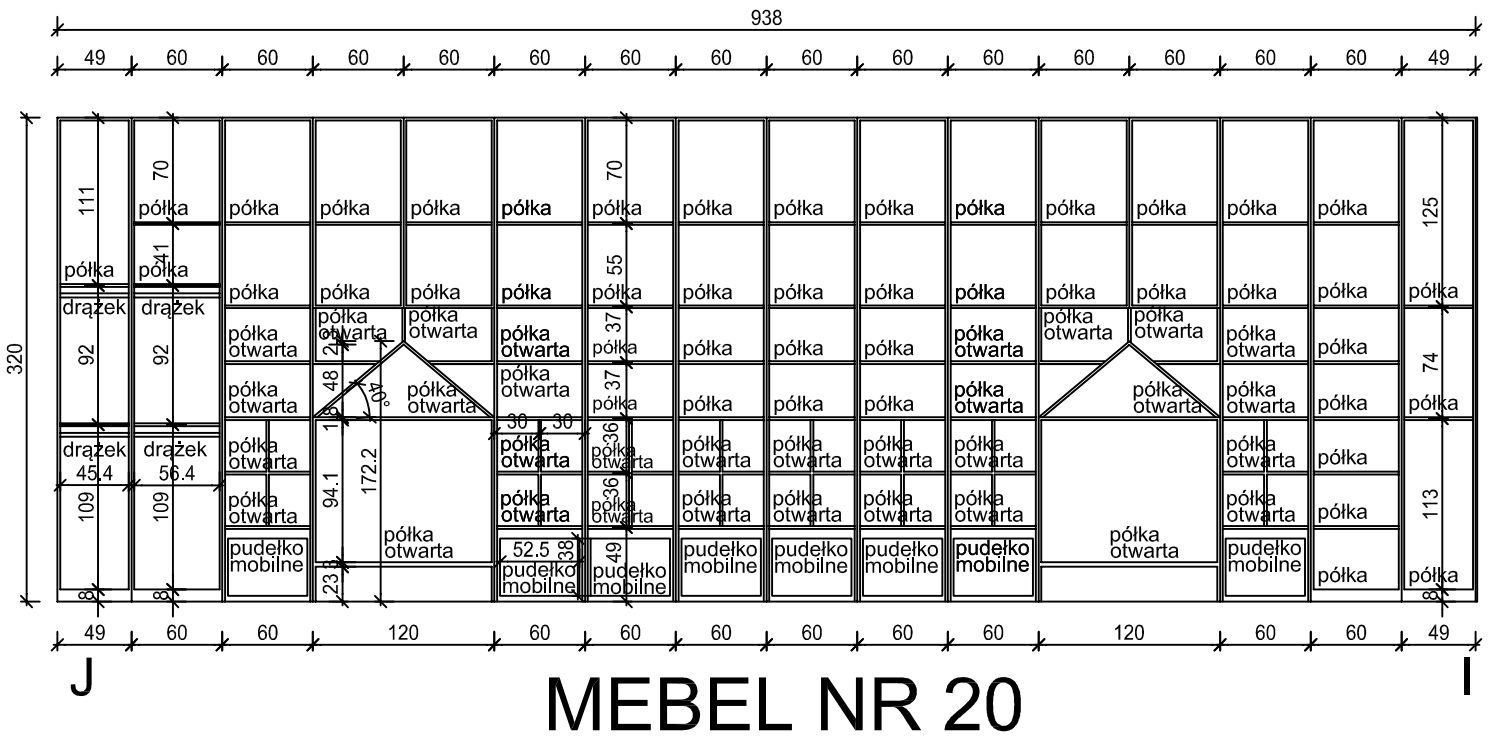 938
49 60 60 60 60 60 60 60 60 60 60 60 60 60 60 49
320
111 70 70 125
półka półka półka półka półka półka półka półka półka półka półka półka półka półka
41 55
półka półka półka półka półka półka półka półka półka półka półka półka półka półka półka półka
drążek drążek
półka otwarta
półka otwarta
półka otwarta
półka otwarta
37
półka
półka
półka
półka
półka otwarta
półka otwarta
półka otwarta
półka otwarta
półka
92 92 48 40° 37 74
półka otwarta
półka otwarta
półka otwarta
półka
półka
półka
półka
półka otwarta
półka otwarta
półka
półka
30 30
drążek drążek
45.4 56.4
109 109 94.1 172.2 36 36 113
półka otwarta
półka otwarta
półka otwarta
półka otwarta
półka otwarta
półka otwarta
półka otwarta
półka otwarta
półka
półka otwarta
półka otwarta
półka otwarta
półka otwarta
półka otwarta
półka otwarta
półka otwarta
półka otwarta
półka
półka otwarta
półka otwarta
52.5 38 49
pudełko mobilne
pudełko mobilne
pudełko mobilne
pudełko mobilne
pudełko mobilne
pudełko mobilne
pudełko mobilne
pudełko mobilne
półka
półka
8 8 8
49 60 60 120 60 60 60 60 60 60 120 60 60 49
J I
MEBEL NR 20